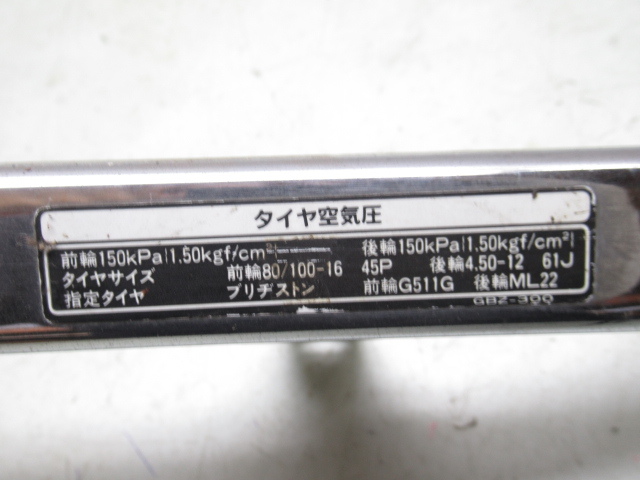 タイヤ空気圧
前輪150kPa|1.50kgf/cm²| 後輪150kPa|1.50kgf/cm²|
タイヤサイズ 前輪80/100-16 45P 後輪4.50-12 61J
指定タイヤ ブリヂストン 前輪G511G 後輪ML22
GBZ-300